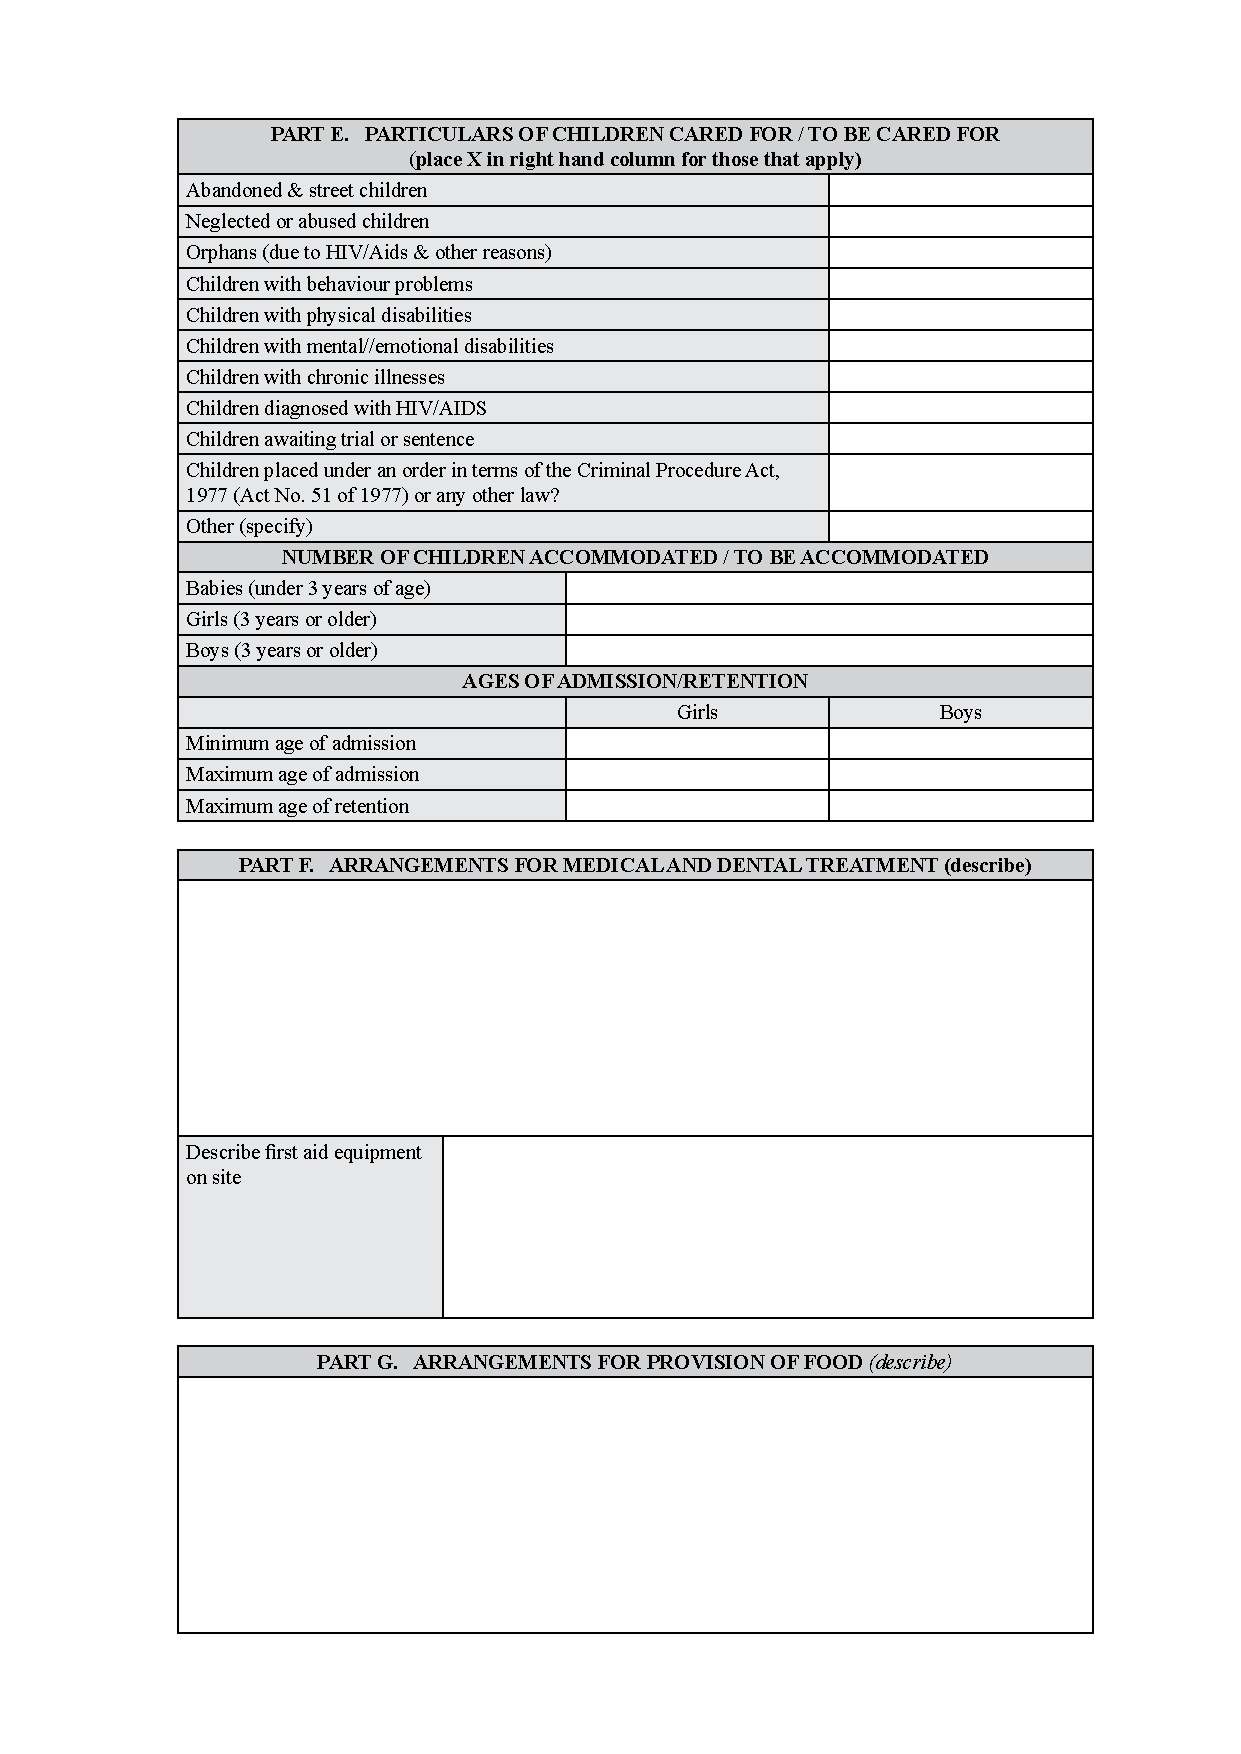 PART E. PARTICULARS OF CHILDREN CARED FOR / TO BE CARED FOR
(place X in right hand column for those that apply)
Abandoned & street children
Neglected or abused children
Orphans (due to HIV/Aids & other reasons)
Children with behaviour problems
Children with physical disabilities
Children with mental//emotional disabilities
Children with chronic illnesses
Children diagnosed with HIV/AIDS
Children awaiting trial or sentence
Children placed under an order in terms of the Criminal Procedure Act,
1977 (Act No. 51 of 1977) or any other law?
Other (specify)
NUMBER OF CHILDREN ACCOMMODATED / TO BE ACCOMMODATED
Babies (under 3 years of age)
Girls (3 years or older)
Boys (3 years or older)
AGES OF ADMISSION/RETENTION
Girls Boys
Minimum age of admission
Maximum age of admission
Maximum age of retention
PART F. ARRANGEMENTS FOR MEDICAL AND DENTAL TREATMENT (describe)
Describe first aid equipment
on site
PART G. ARRANGEMENTS FOR PROVISION OF FOOD (describe)